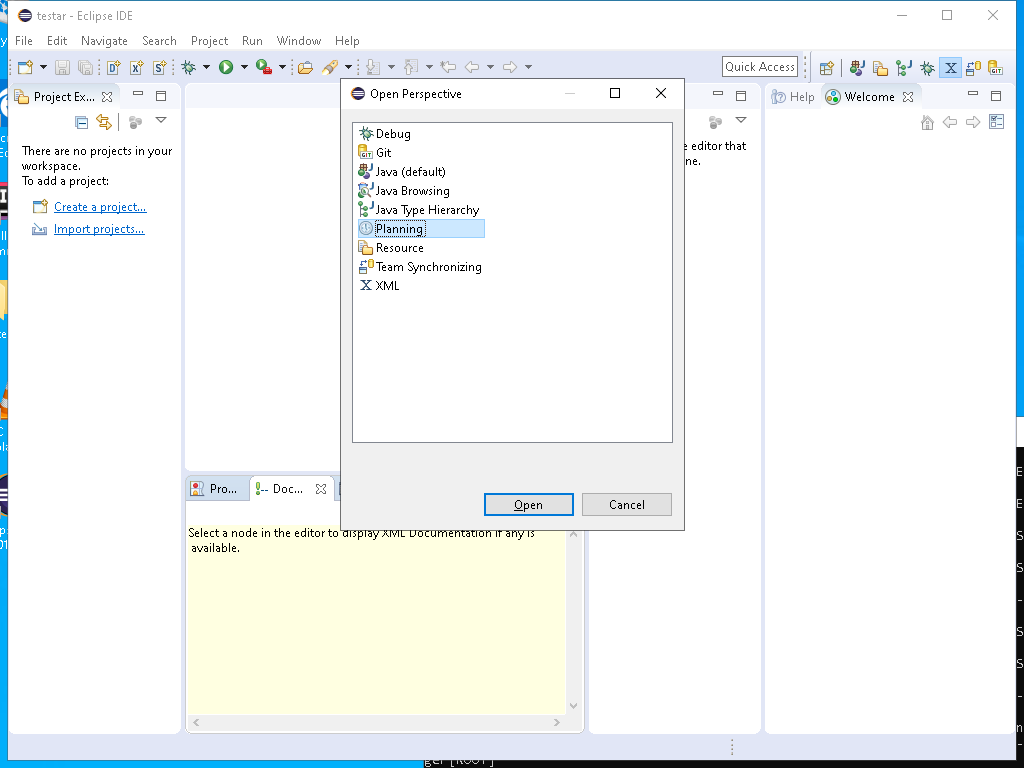 testar - Eclipse IDE
File Edit Navigate Search Project Run Window Help
Quick Access
Project Ex...
Open Perspective
Help
Welcome
There are no projects in your
workspace.
To add a project:
Create a project...
Import projects...
Debug
Git
Java (default)
Java Browsing
Java Type Hierarchy
Planning
Resource
Team Synchronizing
XML
e editor that
ne.
Open
Cancel
Pro...
Doc...
Select a node in the editor to display XML Documentation if any is
available.
ger [ROOT]